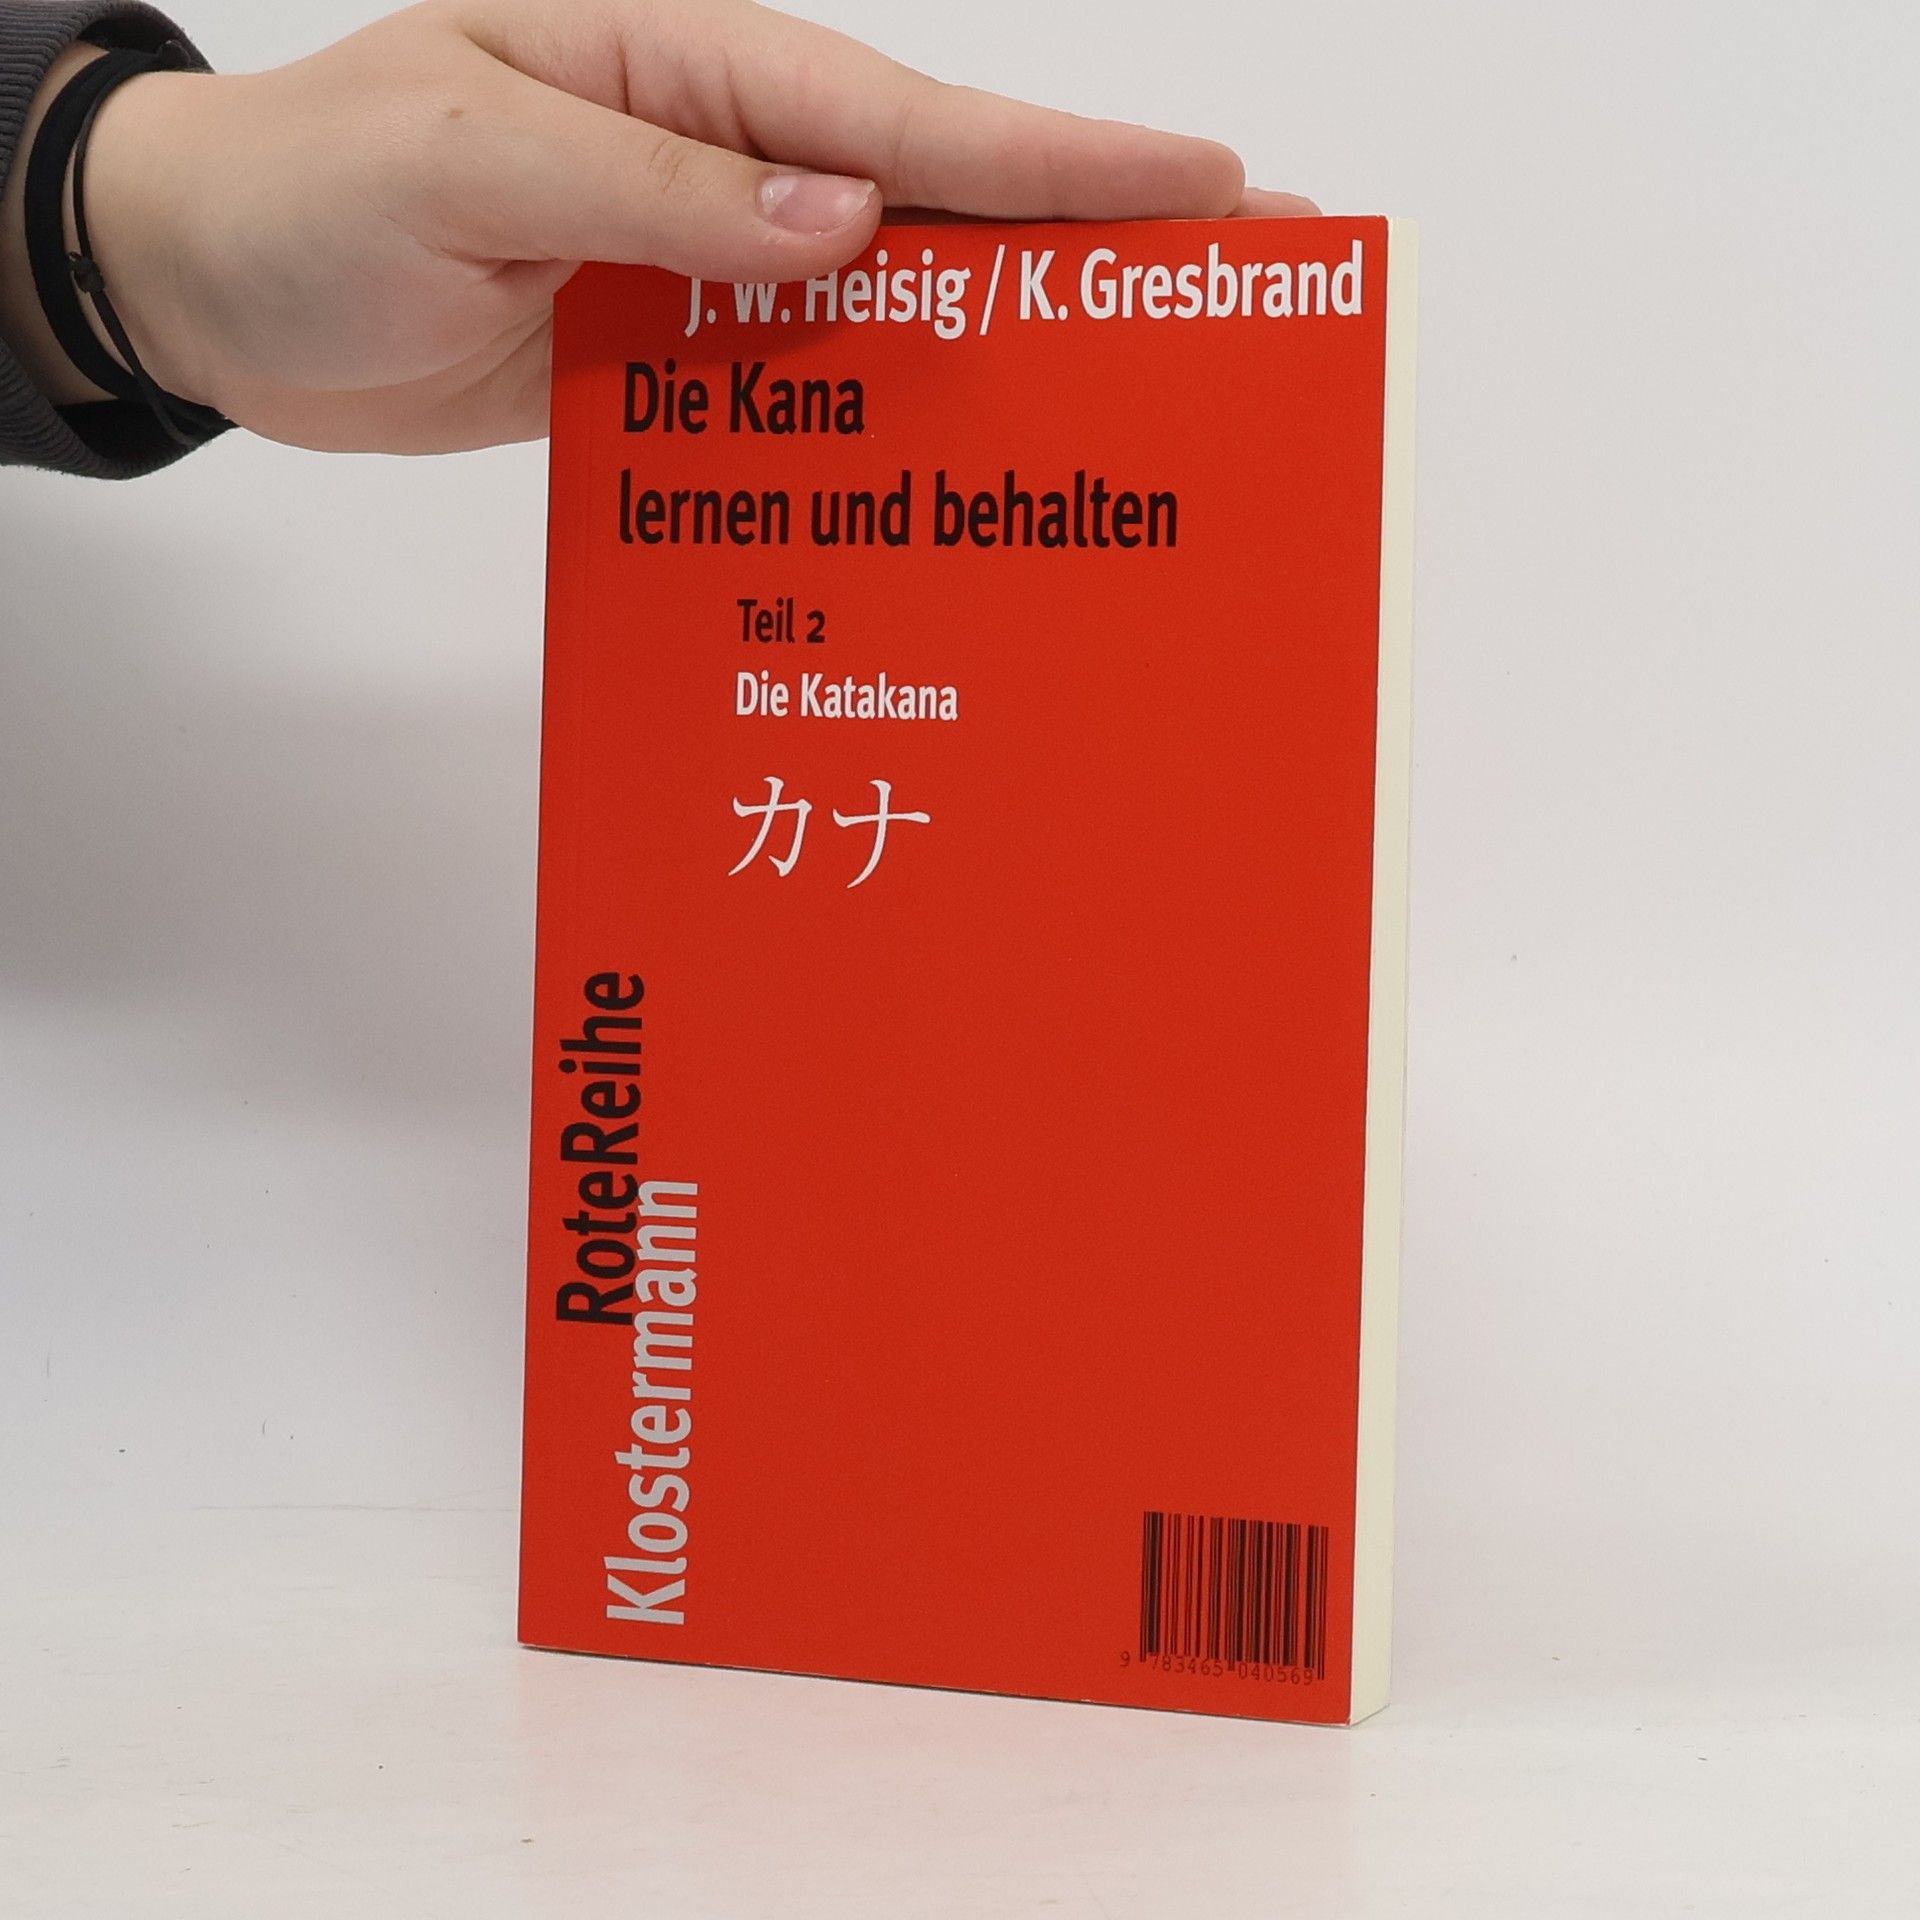 J. W. Heisig / K. Gresbrand
Die Kana
lernen und behalten
Teil 2
Die Katakana
カナ
RoteReihe
Klostermann
9 783465 040569